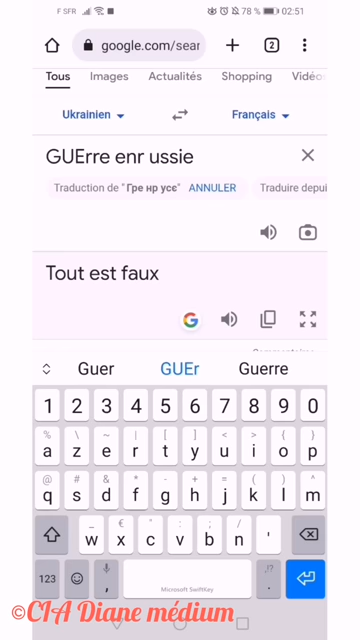 F SFR 78 % 02:51
google.com/sear 2
Tous Images Actualités Shopping Vidéos
Ukrainien Français
GUErre enr ussie
Traduction de "Гре нр усє" ANNULER Traduire depui
Tout est faux
Guer GUEr Guerre
1 2 3 4 5 6 7 8 9 0
% \ ~ | [ ] < > { }
a z e r t y u i o p
@ # & * - + = ( ) ^
q s d f g h j k l m
_ € " : ; / '
w x c v b n '
123 , Microsoft SwiftKey ,!? .
©CIA Diane médium